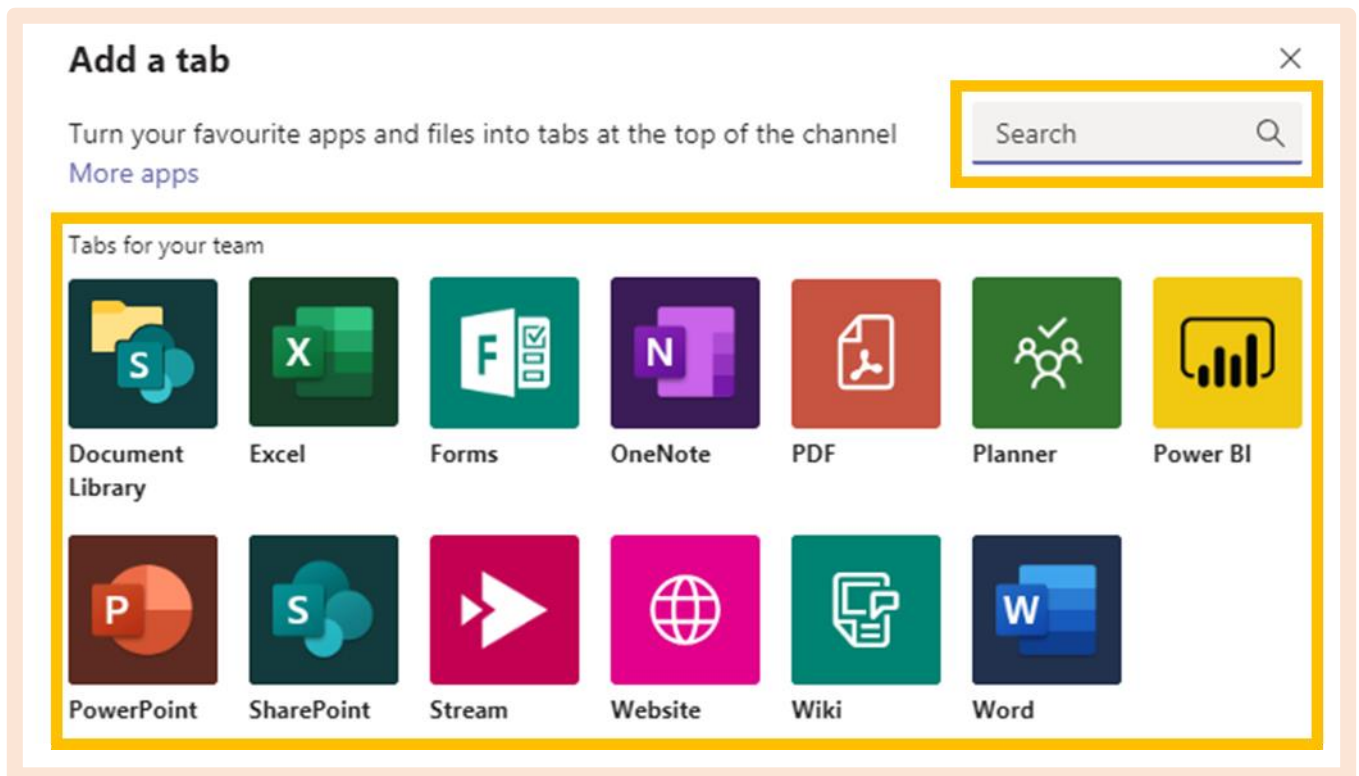 Add a tab
Turn your favourite apps and files into tabs at the top of the channel
More apps
Search
Tabs for your team
S
X
F
N
Document Library
Excel
Forms
OneNote
PDF
Planner
Power BI
P
S
W
PowerPoint
SharePoint
Stream
Website
Wiki
Word